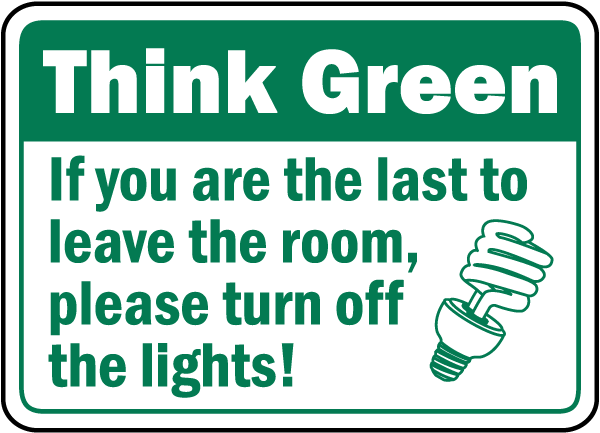 Think Green
If you are the last to
leave the room,
please turn off
the lights!